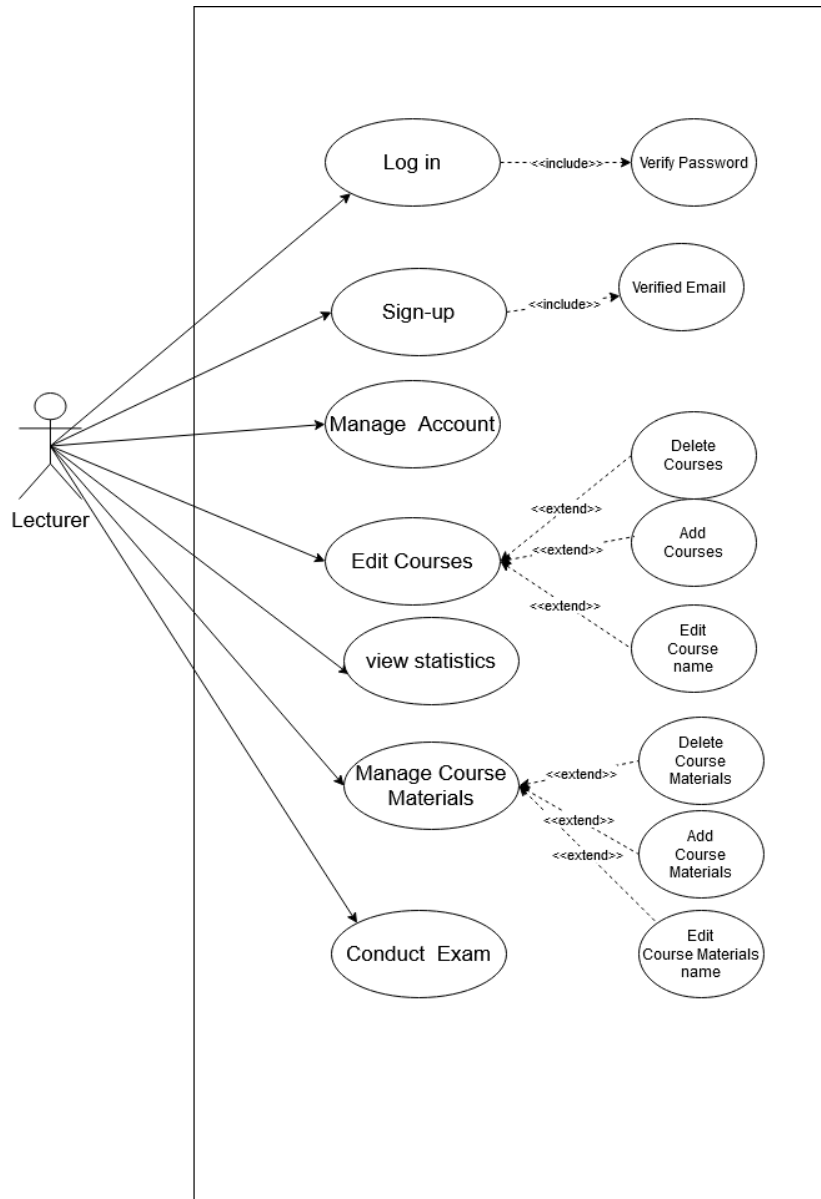 Log in
<<include>>
Verify Password
Sign-up
<<include>>
Verified Email
Manage Account
Lecturer
Edit Courses
<<extend>>
<<extend>>
<<extend>>
Delete
Courses
Add
Courses
Edit
Course
name
view statistics
Manage Course
Materials
<<extend>>
<<extend>>
<<extend>>
Delete
Course
Materials
Add
Course
Materials
Edit
Course Materials
name
Conduct Exam